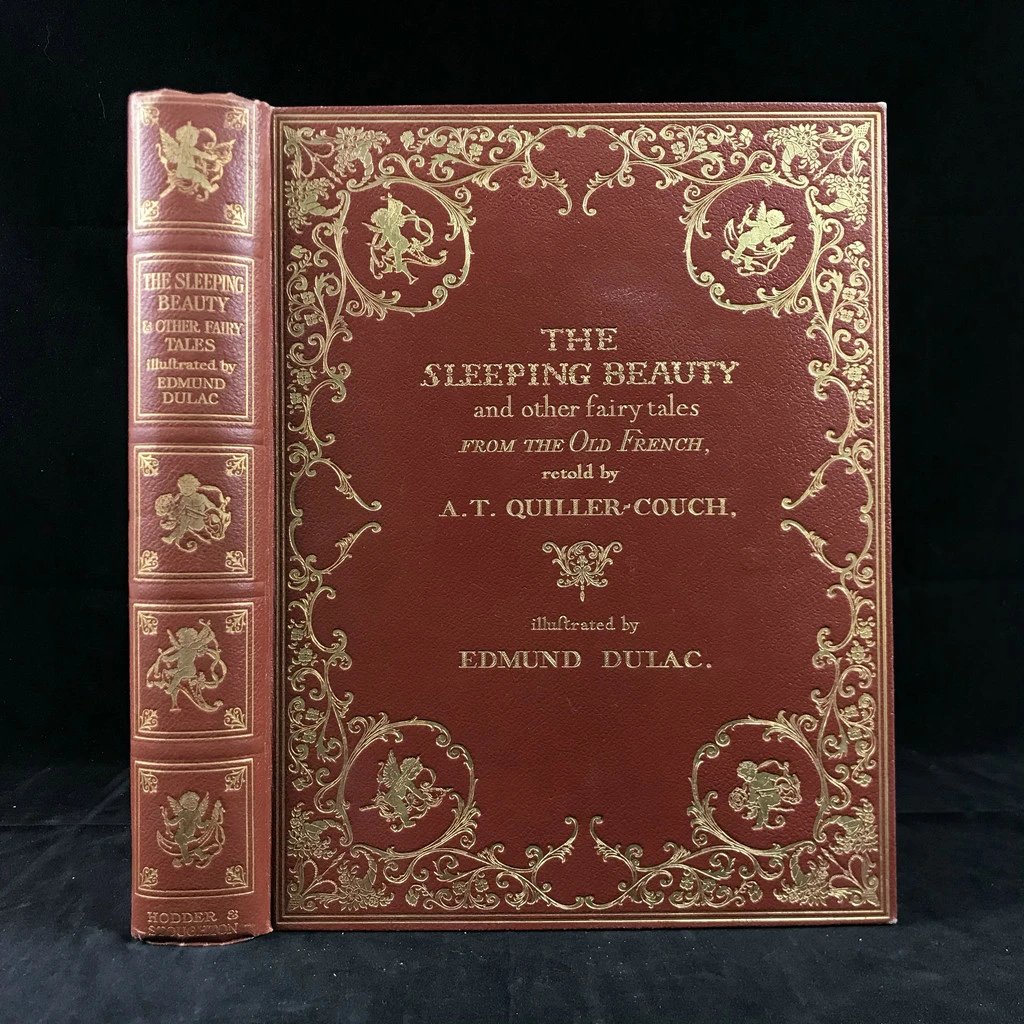 THE SLEEPING
BEAUTY
& OTHER FAIRY
TALES
illuſtrated by
EDMUND
DULAC
HODDER &
STOUGHTON
THE
SLEEPING BEAUTY
and other fairy tales
FROM THE OLD FRENCH,
retold by
A.T. QUILLER-COUCH,
illuſtrated by
EDMUND DULAC.